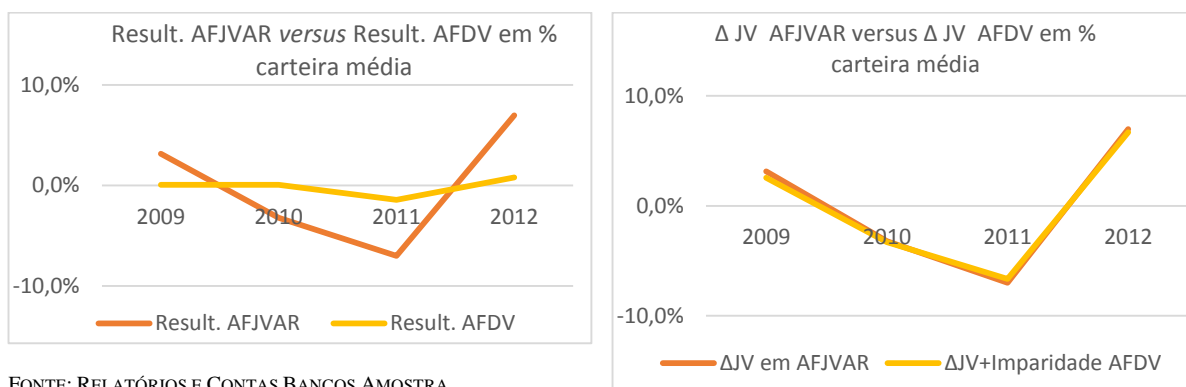 Result. AFJVAR versus Result. AFDV em %
carteira média
10,0%
0,0%
-10,0%
2009
2010
2011
2012
Result. AFJVAR
Result. AFDV
Δ JV AFJVAR versus Δ JV AFDV em %
carteira média
10,0%
0,0%
-10,0%
2009
2010
2011
2012
ΔJV em AFJVAR
ΔJV+Imparidade AFDV
FONTE: RELATÓRIOS E CONTAS BANCOS AMOSTRA